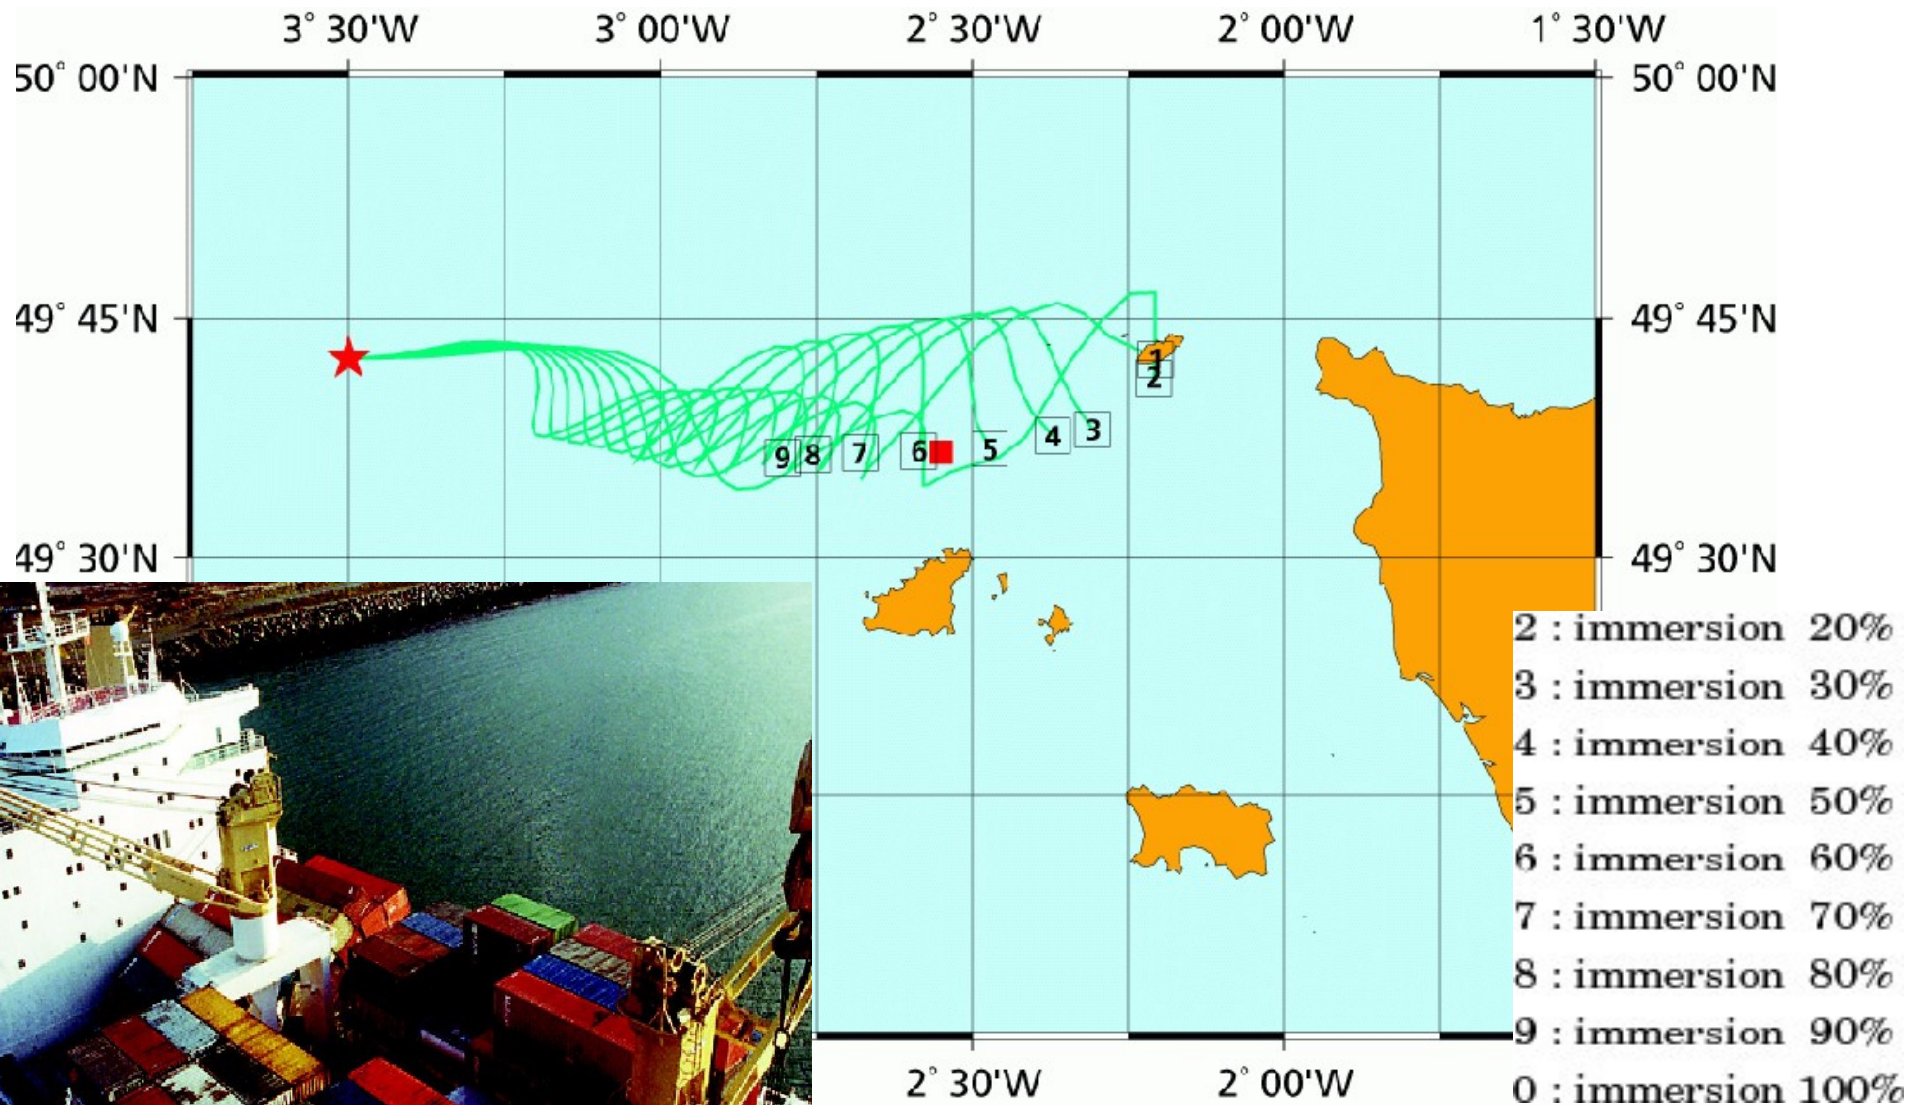 3° 30'W 3° 00'W 2° 30'W 2° 00'W 1° 30'W
50° 00'N 50° 00'N
49° 45'N 49° 45'N
1
2
3
4
5
6
7
8
9
49° 30'N 49° 30'N
2 : immersion 20%
3 : immersion 30%
4 : immersion 40%
5 : immersion 50%
6 : immersion 60%
7 : immersion 70%
8 : immersion 80%
9 : immersion 90%
0 : immersion 100%
2° 30'W 2° 00'W